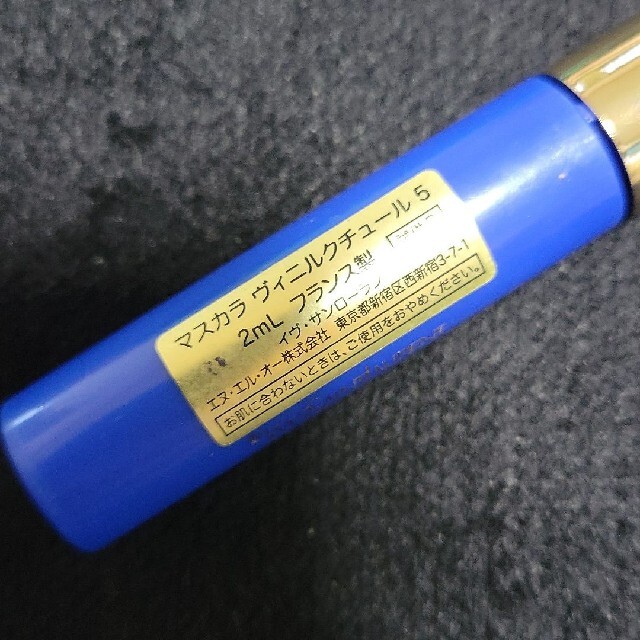 マスカラ ヴィニルクチュール 5
2mL フランス製
イヴ・サンローラン
エヌ・エル・オー株式会社 東京都新宿区西新宿3-7-1
お肌に合わないときは、ご使用をおやめください。